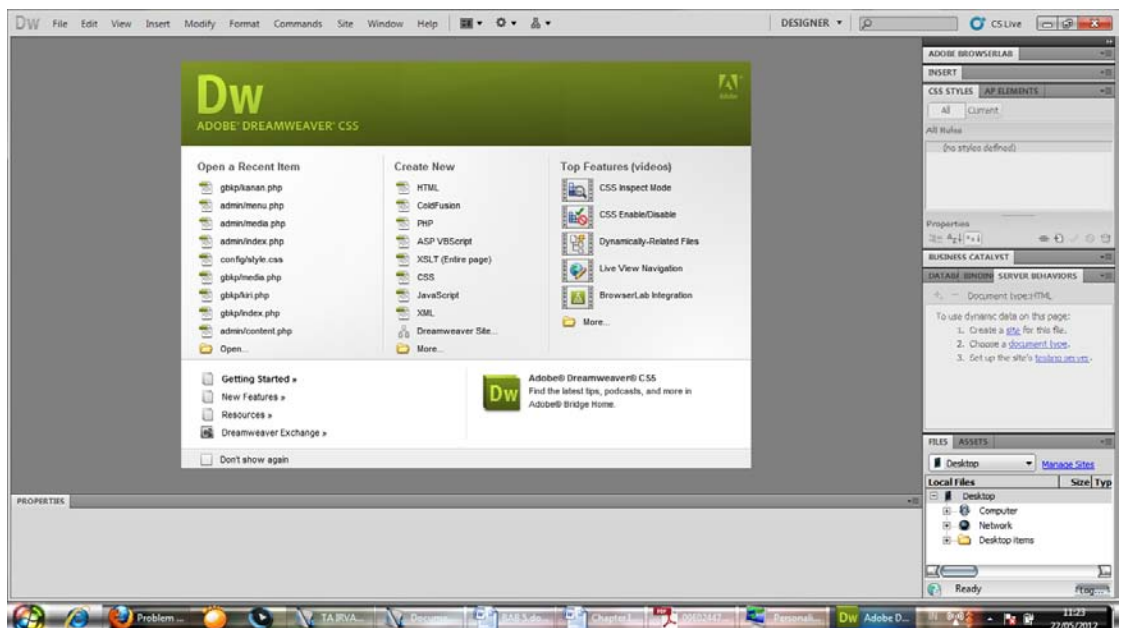 DW File Edit View Insert Modify Format Commands Site Window Help DESIGNER CS Live
ADOBE BROWSERLAB
INSERT
CSS STYLES AP ELEMENTS
All Current
All Rules
(no styles defined)
Properties
BUSINESS CATALYST
SERVER BEHAVIORS
Document type:HTML
To use dynamic data on this page:
1. Create a site for this file.
2. Choose a document type.
3. Set up the site's testing server.
FILES ASSETS
Desktop Manage Sites
Local Files Size Typ
Desktop
Computer
Network
Desktop items
Ready
Dw
ADOBE® DREAMWEAVER® CS5
Adobe
Open a Recent Item
gbkp/kanan.php
admin/menu.php
admin/media.php
admin/index.php
config/style.css
gbkp/media.php
gbkp/kiri.php
gbkp/index.php
admin/content.php
Open...
Create New
HTML
ColdFusion
PHP
ASP VBScript
XSLT (Entire page)
CSS
JavaScript
XML
Dreamweaver Site...
More...
Top Features (videos)
CSS Inspect Mode
CSS Enable/Disable
Dynamically-Related Files
Live View Navigation
BrowserLab Integration
More...
Getting Started »
New Features »
Resources »
Dreamweaver Exchange »
Dw
Adobe® Dreamweaver® CS5
Find the latest tips, podcasts, and more in
Adobe® Bridge Home.
Don't show again
PROPERTIES
Problem ... Personali... Dw Adobe D... 11:23
22/05/2012